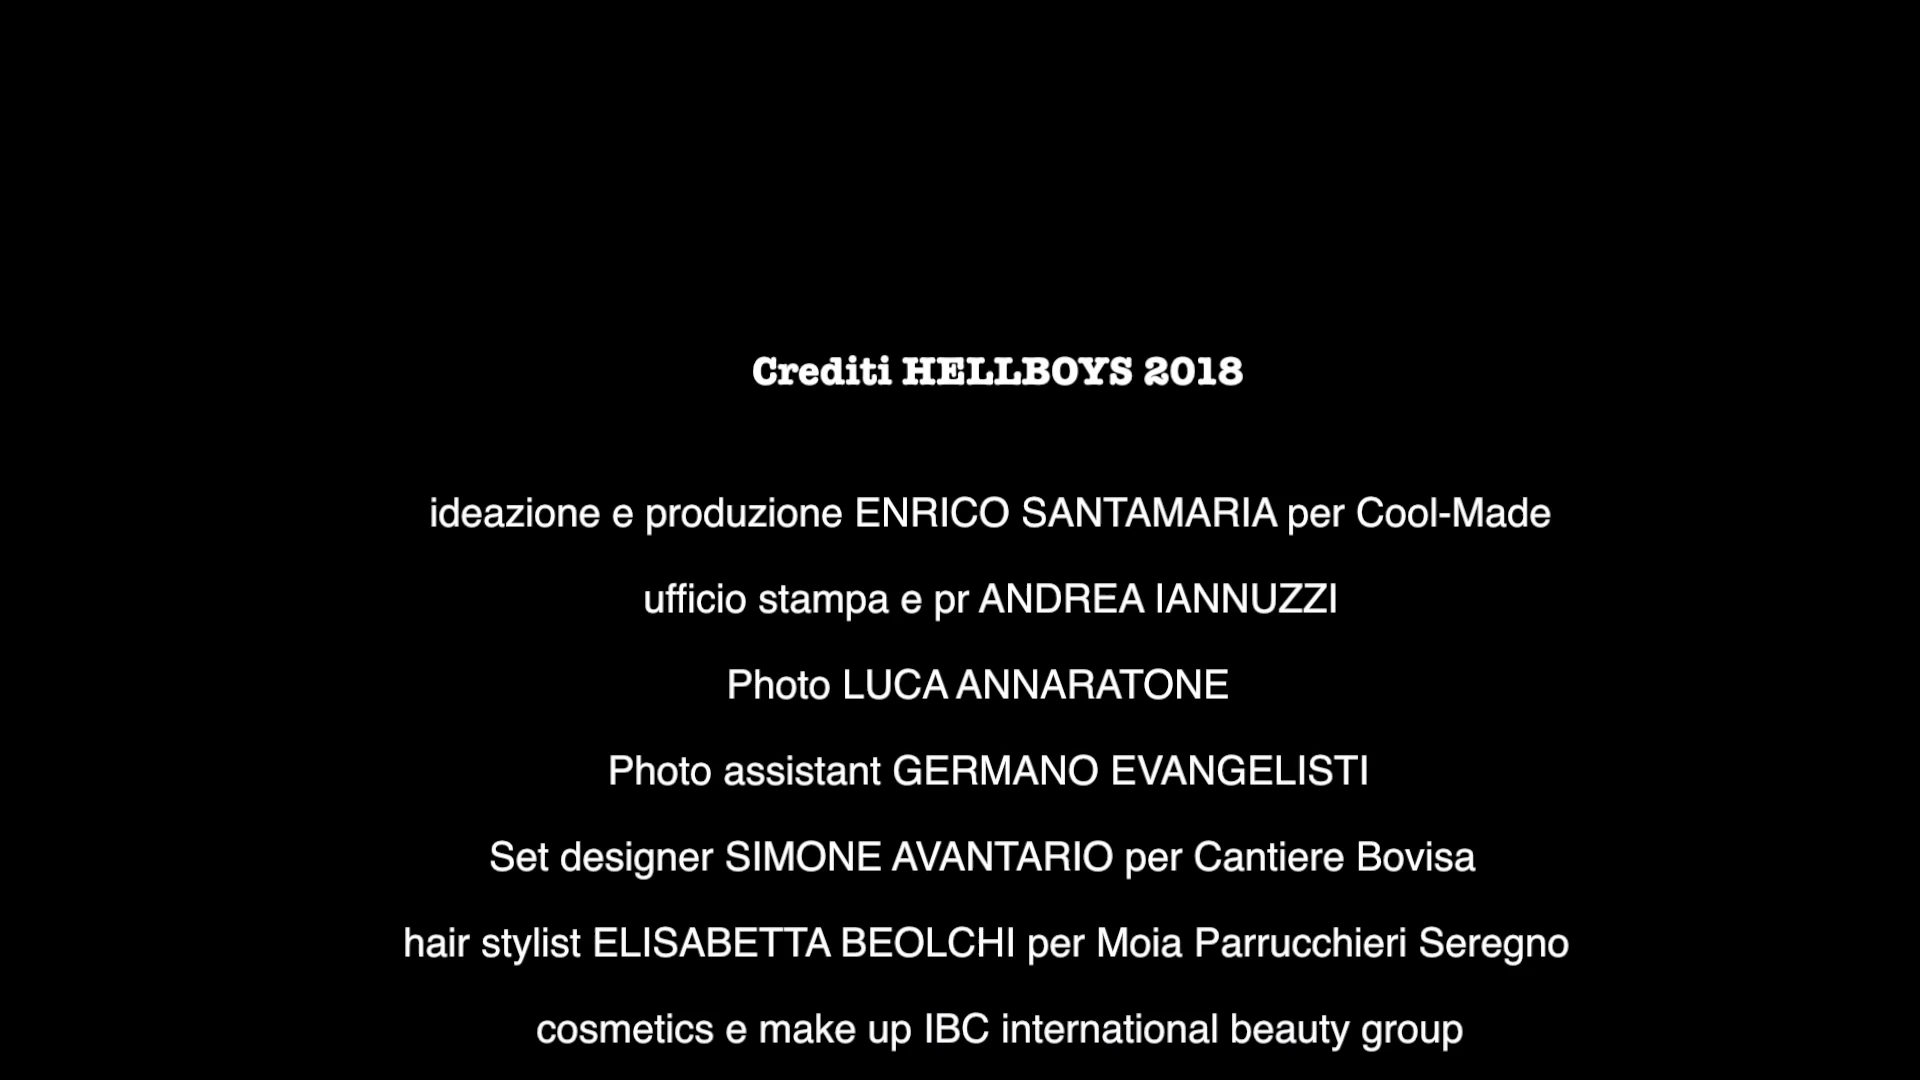 Crediti HELLBOYS 2018
ideazione e produzione ENRICO SANTAMARIA per Cool-Made
ufficio stampa e pr ANDREA IANNUZZI
Photo LUCA ANNARATONE
Photo assistant GERMANO EVANGELISTI
Set designer SIMONE AVANTARIO per Cantiere Bovisa
hair stylist ELISABETTA BEOLCHI per Moia Parrucchieri Seregno
cosmetics e make up IBC international beauty group